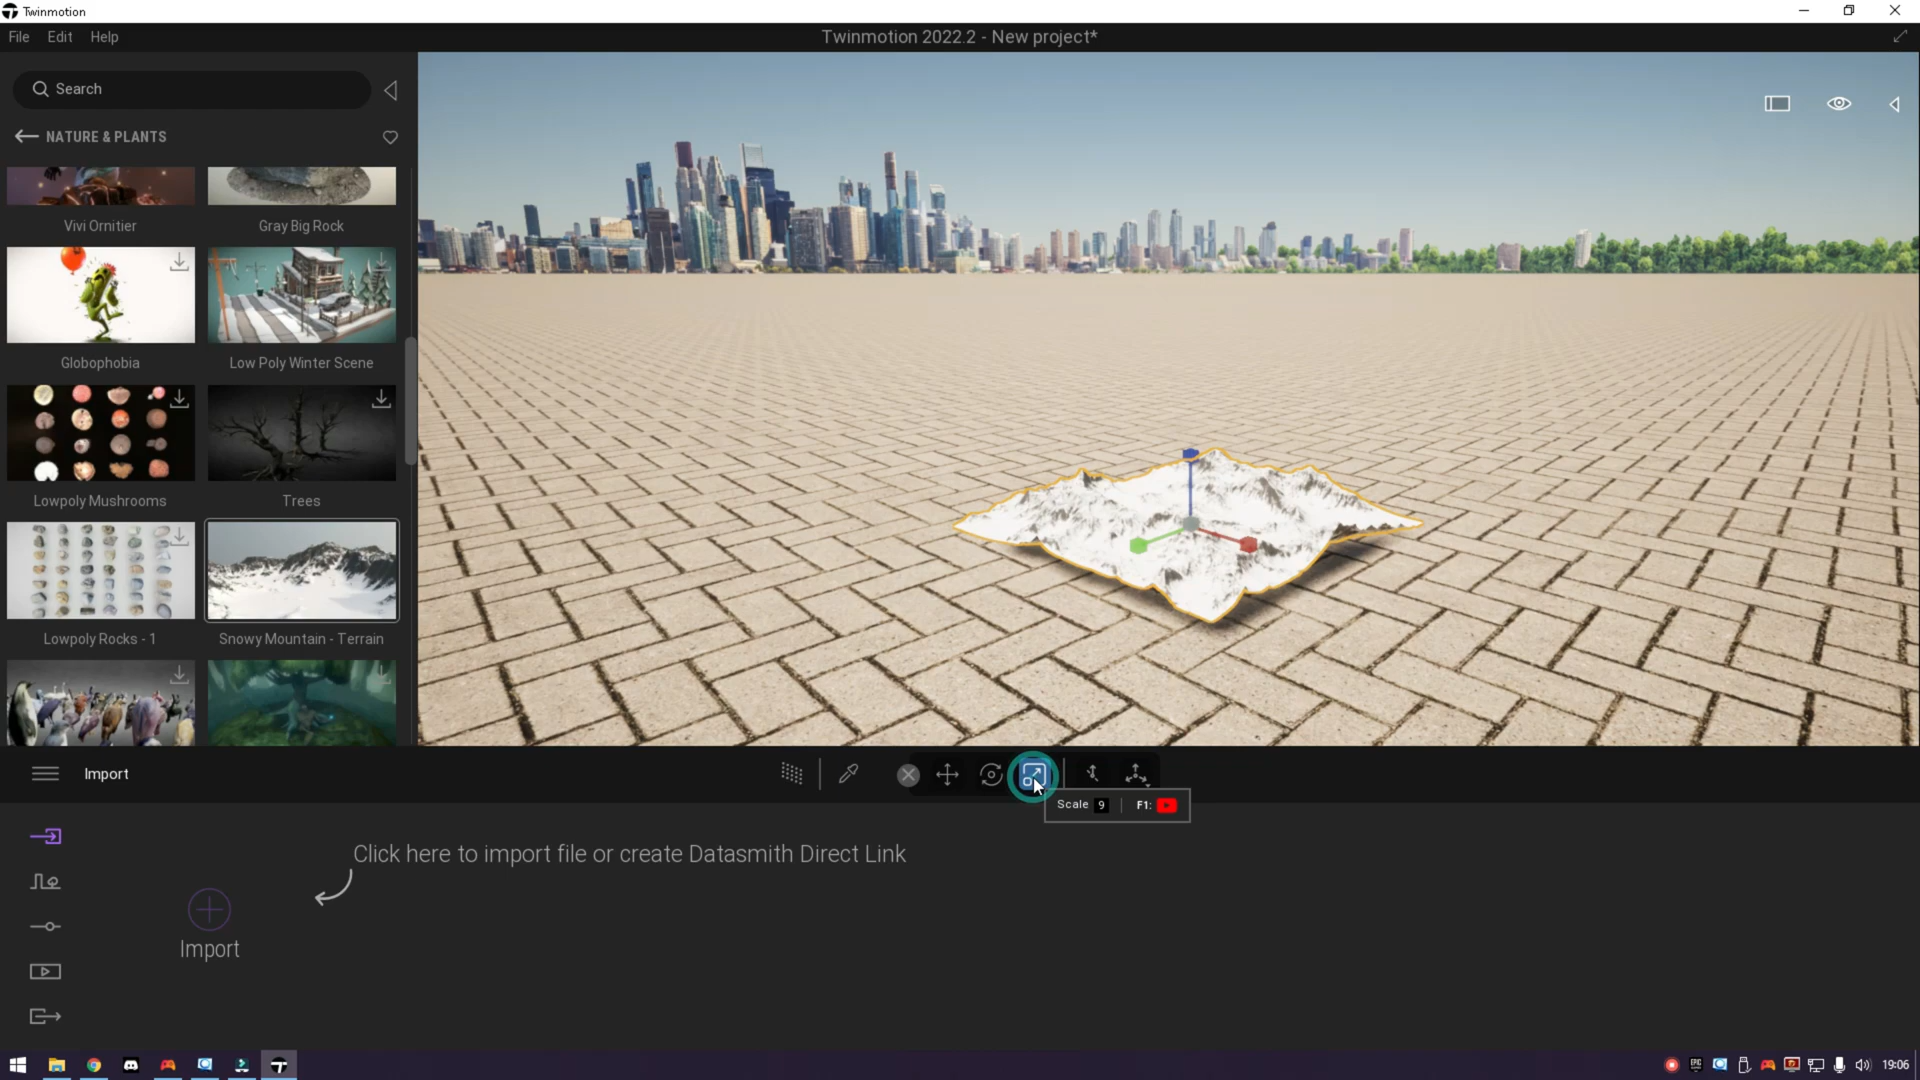 Twinmotion
File Edit Help
Twinmotion 2022.2 - New project*
Search
NATURE & PLANTS
Vivi Ornitier
Gray Big Rock
Globophobia
Low Poly Winter Scene
Lowpoly Mushrooms
Trees
Lowpoly Rocks - 1
Snowy Mountain - Terrain
Import
Scale 9 F1:
Click here to import file or create Datasmith Direct Link
Import
EPIC
19:06